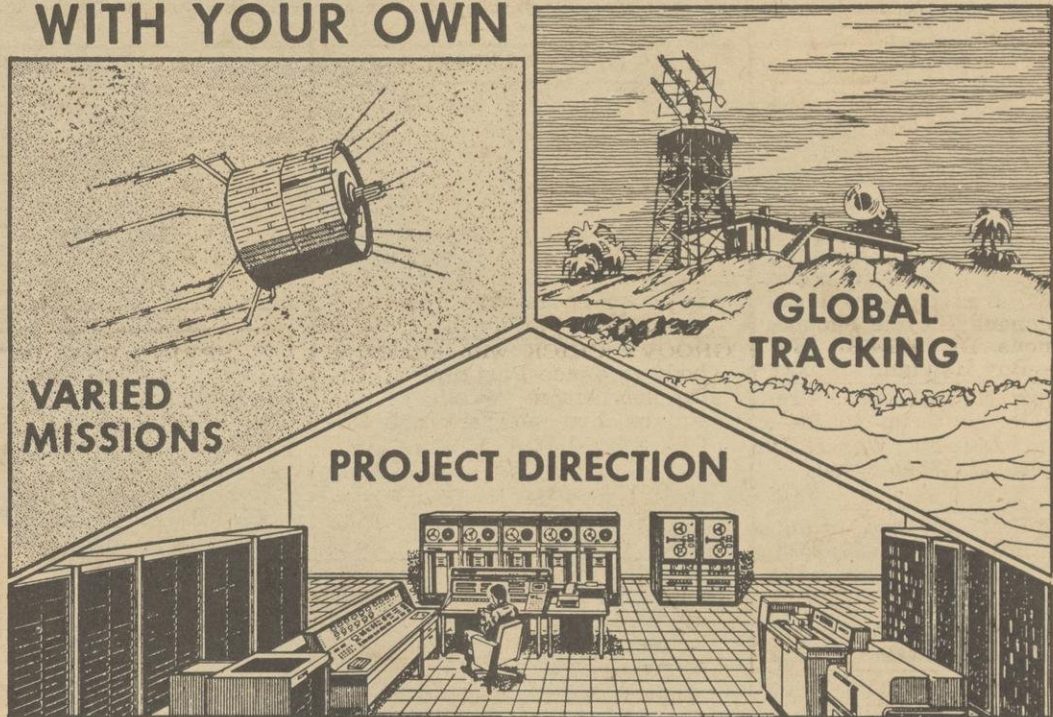 WITH YOUR OWN
VARIED
MISSIONS
GLOBAL
TRACKING
PROJECT DIRECTION